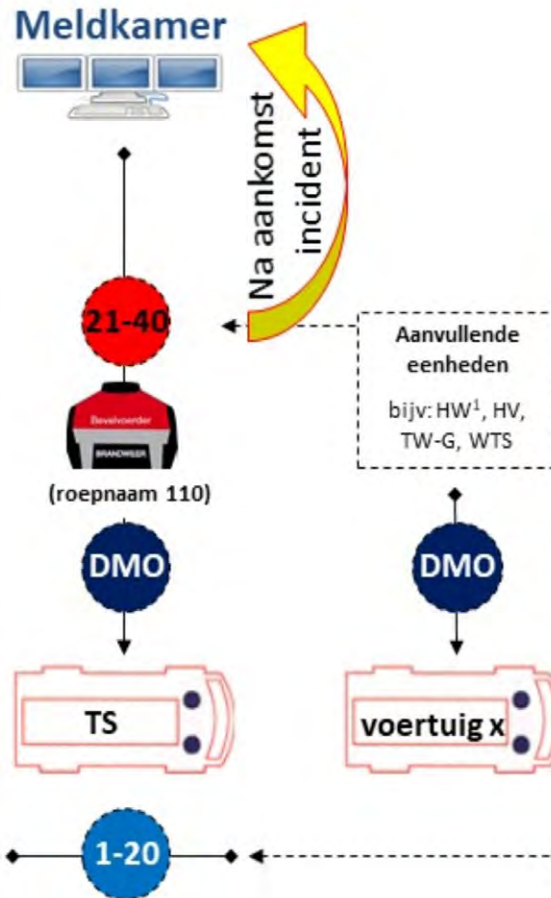 Meldkamer
Na aankomst
incident
21-40
Bevelvoerder
BRANDWEER
(roepnaam 110)
Aanvullende
eenheden
bijv: HW¹, HV,
TW-G, WTS
DMO
DMO
TS
voertuig x
1-20